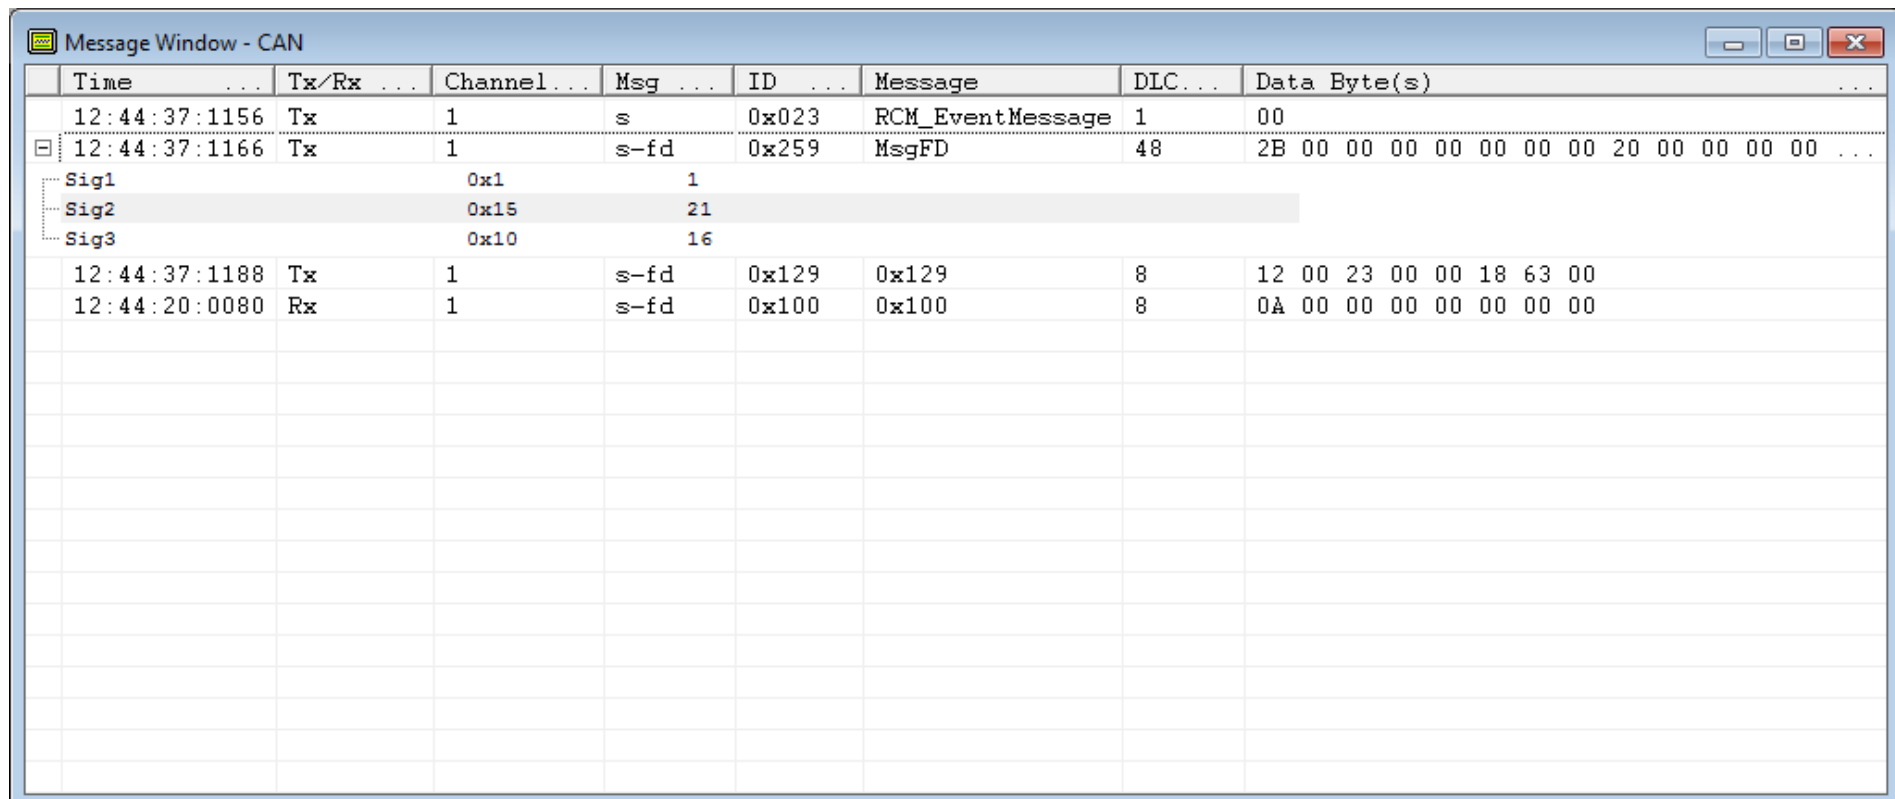 Message Window - CAN
Time ... Tx/Rx ... Channel... Msg ... ID ... Message DLC... Data Byte(s) ...
12:44:37:1156 Tx 1 s 0x023 RCM_EventMessage 1 00
12:44:37:1166 Tx 1 s-fd 0x259 MsgFD 48 2B 00 00 00 00 00 00 00 20 00 00 00 00 ...
Sig1 0x1 1
Sig2 0x15 21
Sig3 0x10 16
12:44:37:1188 Tx 1 s-fd 0x129 0x129 8 12 00 23 00 00 18 63 00
12:44:20:0080 Rx 1 s-fd 0x100 0x100 8 0A 00 00 00 00 00 00 00